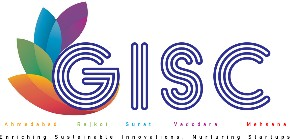 GISC
Ahmedabad Rajkot Surat Vadodara Mehsana
Enriching Sustainable Innovations, Nurturing Startups